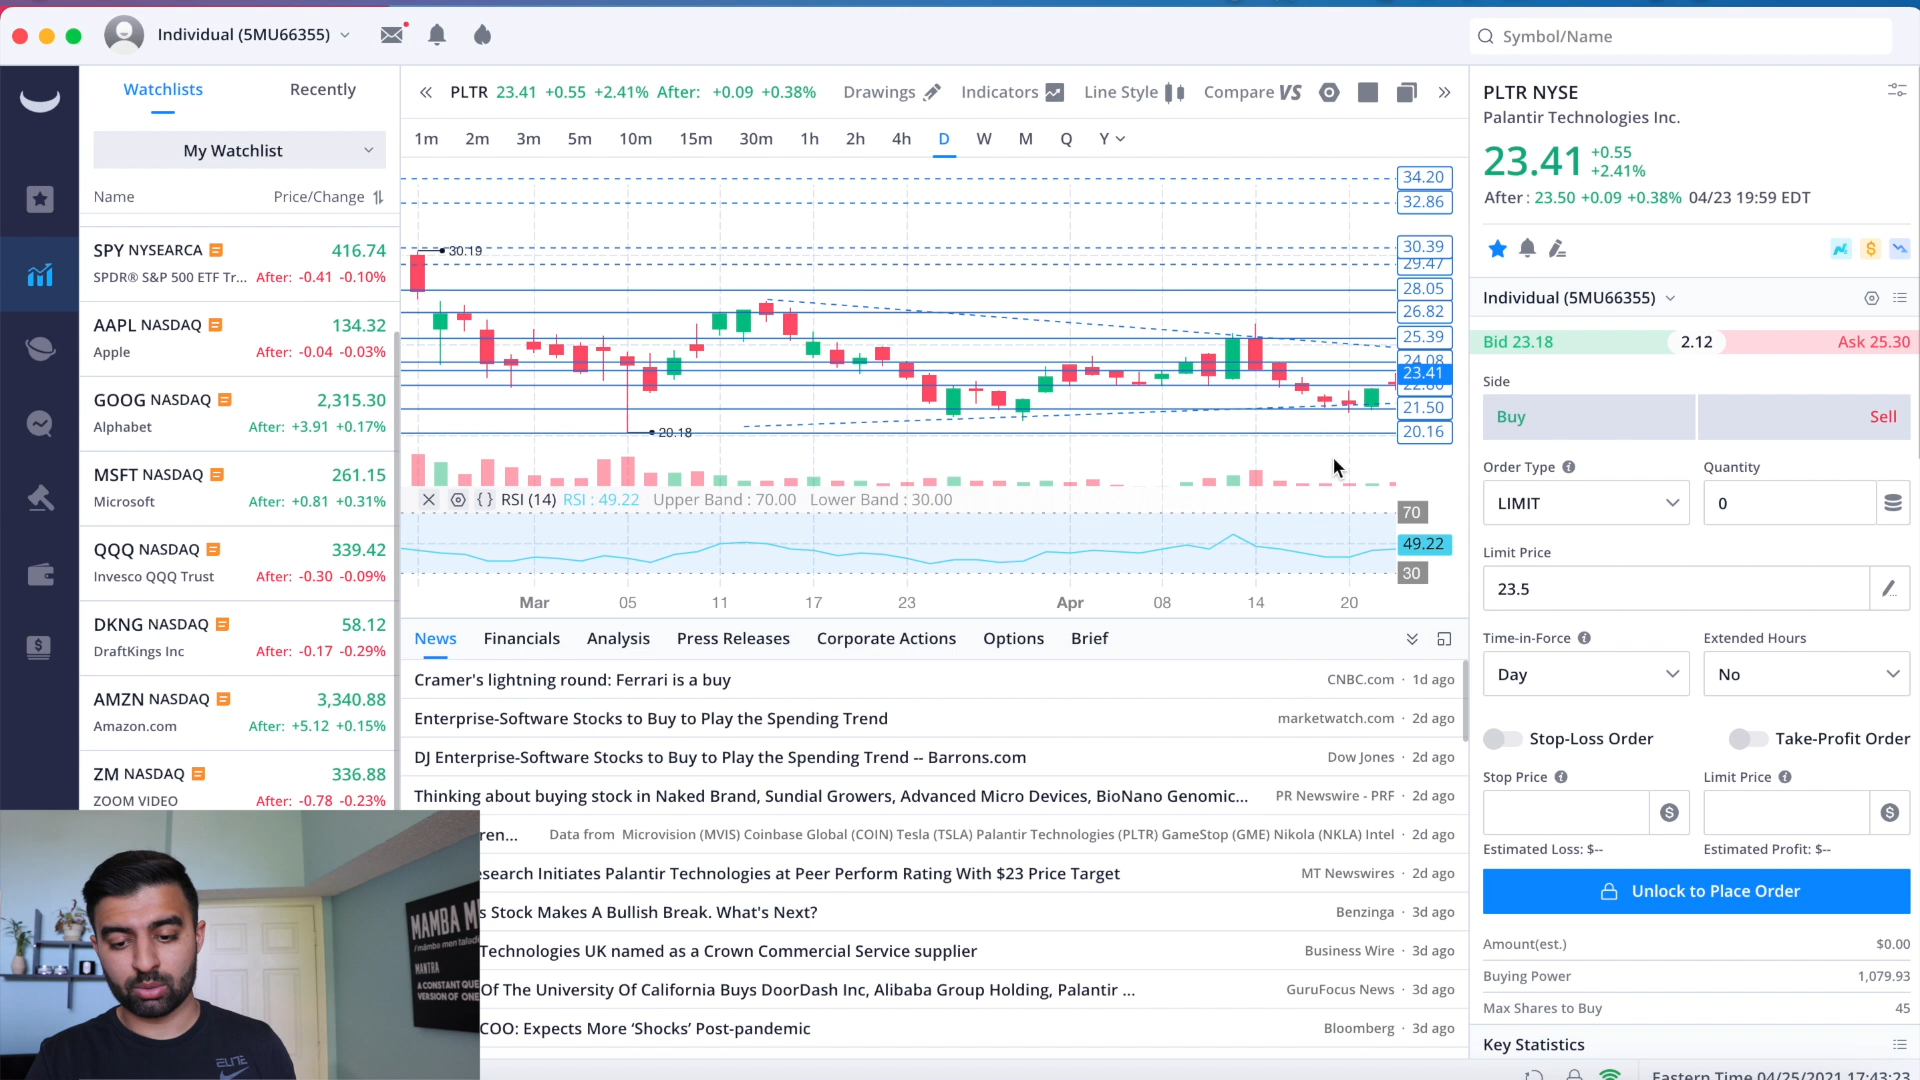 Individual (5MU66355)
Symbol/Name
Watchlists Recently
My Watchlist
Name Price/Change
SPY NYSEARCA 416.74
SPDR® S&P 500 ETF Tr... After: -0.41 -0.10%
AAPL NASDAQ 134.32
Apple After: -0.04 -0.03%
GOOG NASDAQ 2,315.30
Alphabet After: +3.91 +0.17%
MSFT NASDAQ 261.15
Microsoft After: +0.81 +0.31%
QQQ NASDAQ 339.42
Invesco QQQ Trust After: -0.30 -0.09%
DKNG NASDAQ 58.12
DraftKings Inc After: -0.17 -0.29%
AMZN NASDAQ 3,340.88
Amazon.com After: +5.12 +0.15%
ZM NASDAQ 336.88
ZOOM VIDEO After: -0.78 -0.23%
PLTR 23.41 +0.55 +2.41% After: +0.09 +0.38% Drawings Indicators Line Style Compare VS
1m 2m 3m 5m 10m 15m 30m 1h 2h 4h D W M Q Y
34.20
32.86
30.39
30.19
29.47
28.05
26.82
25.39
24.08
23.41
21.50
20.16
20.18
{ } RSI (14) RSI : 49.22 Upper Band : 70.00 Lower Band : 30.00
70
49.22
30
Mar 05 11 17 23 Apr 08 14 20
News Financials Analysis Press Releases Corporate Actions Options Brief
Cramer's lightning round: Ferrari is a buy CNBC.com · 1d ago
Enterprise-Software Stocks to Buy to Play the Spending Trend marketwatch.com · 2d ago
DJ Enterprise-Software Stocks to Buy to Play the Spending Trend -- Barrons.com Dow Jones · 2d ago
Thinking about buying stock in Naked Brand, Sundial Growers, Advanced Micro Devices, BioNano Genomic... PR Newswire - PRF · 2d ago
ren... Data from Microvision (MVIS) Coinbase Global (COIN) Tesla (TSLA) Palantir Technologies (PLTR) GameStop (GME) Nikola (NKLA) Intel · 2d ago
search Initiates Palantir Technologies at Peer Perform Rating With $23 Price Target MT Newswires · 2d ago
s Stock Makes A Bullish Break. What's Next? Benzinga · 3d ago
Technologies UK named as a Crown Commercial Service supplier Business Wire · 3d ago
Of The University Of California Buys DoorDash Inc, Alibaba Group Holding, Palantir ... GuruFocus News · 3d ago
COO: Expects More ‘Shocks’ Post-pandemic Bloomberg · 3d ago
PLTR NYSE
Palantir Technologies Inc.
23.41 +0.55
+2.41%
After : 23.50 +0.09 +0.38% 04/23 19:59 EDT
Individual (5MU66355)
Bid 23.18 2.12 Ask 25.30
Side
Buy Sell
Order Type Quantity
LIMIT 0
Limit Price
23.5
Time-in-Force Extended Hours
Day No
Stop-Loss Order Take-Profit Order
Stop Price Limit Price
Estimated Loss: $-- Estimated Profit: $--
Unlock to Place Order
Amount(est.) $0.00
Buying Power 1,079.93
Max Shares to Buy 45
Key Statistics
Eastern Time 04/25/2021 17:43:23
MAMBA M
MANTRA
A CONSTANT QUE
VERSION OF ONE
ELITE